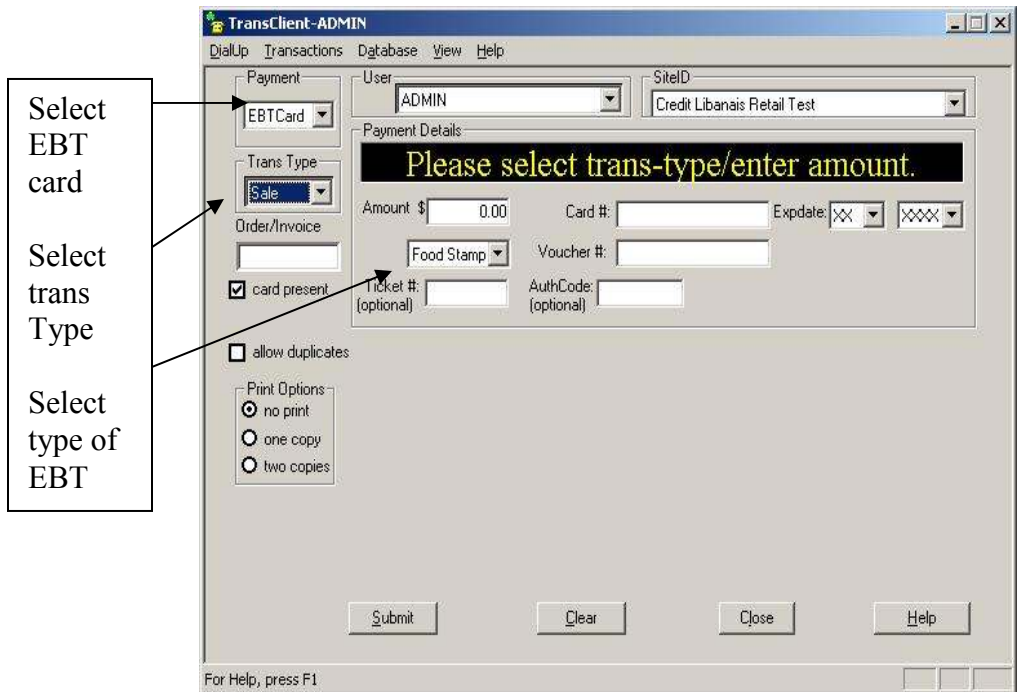 TransClient-ADMIN
DialUp Transactions Database View Help
Select
EBT
card
Select
trans
Type
Select
type of
EBT
Payment
EBTCard
User
ADMIN
SiteID
Credit Libanais Retail Test
Trans Type
Sale
Order/Invoice
card present
allow duplicates
Print Options
no print
one copy
two copies
Payment Details
Please select trans-type/enter amount.
Amount $ 0.00 Card #: Expdate: XX XXXX
Food Stamp Voucher #:
Ticket #: AuthCode:
(optional) (optional)
Submit Clear Close Help
For Help, press F1